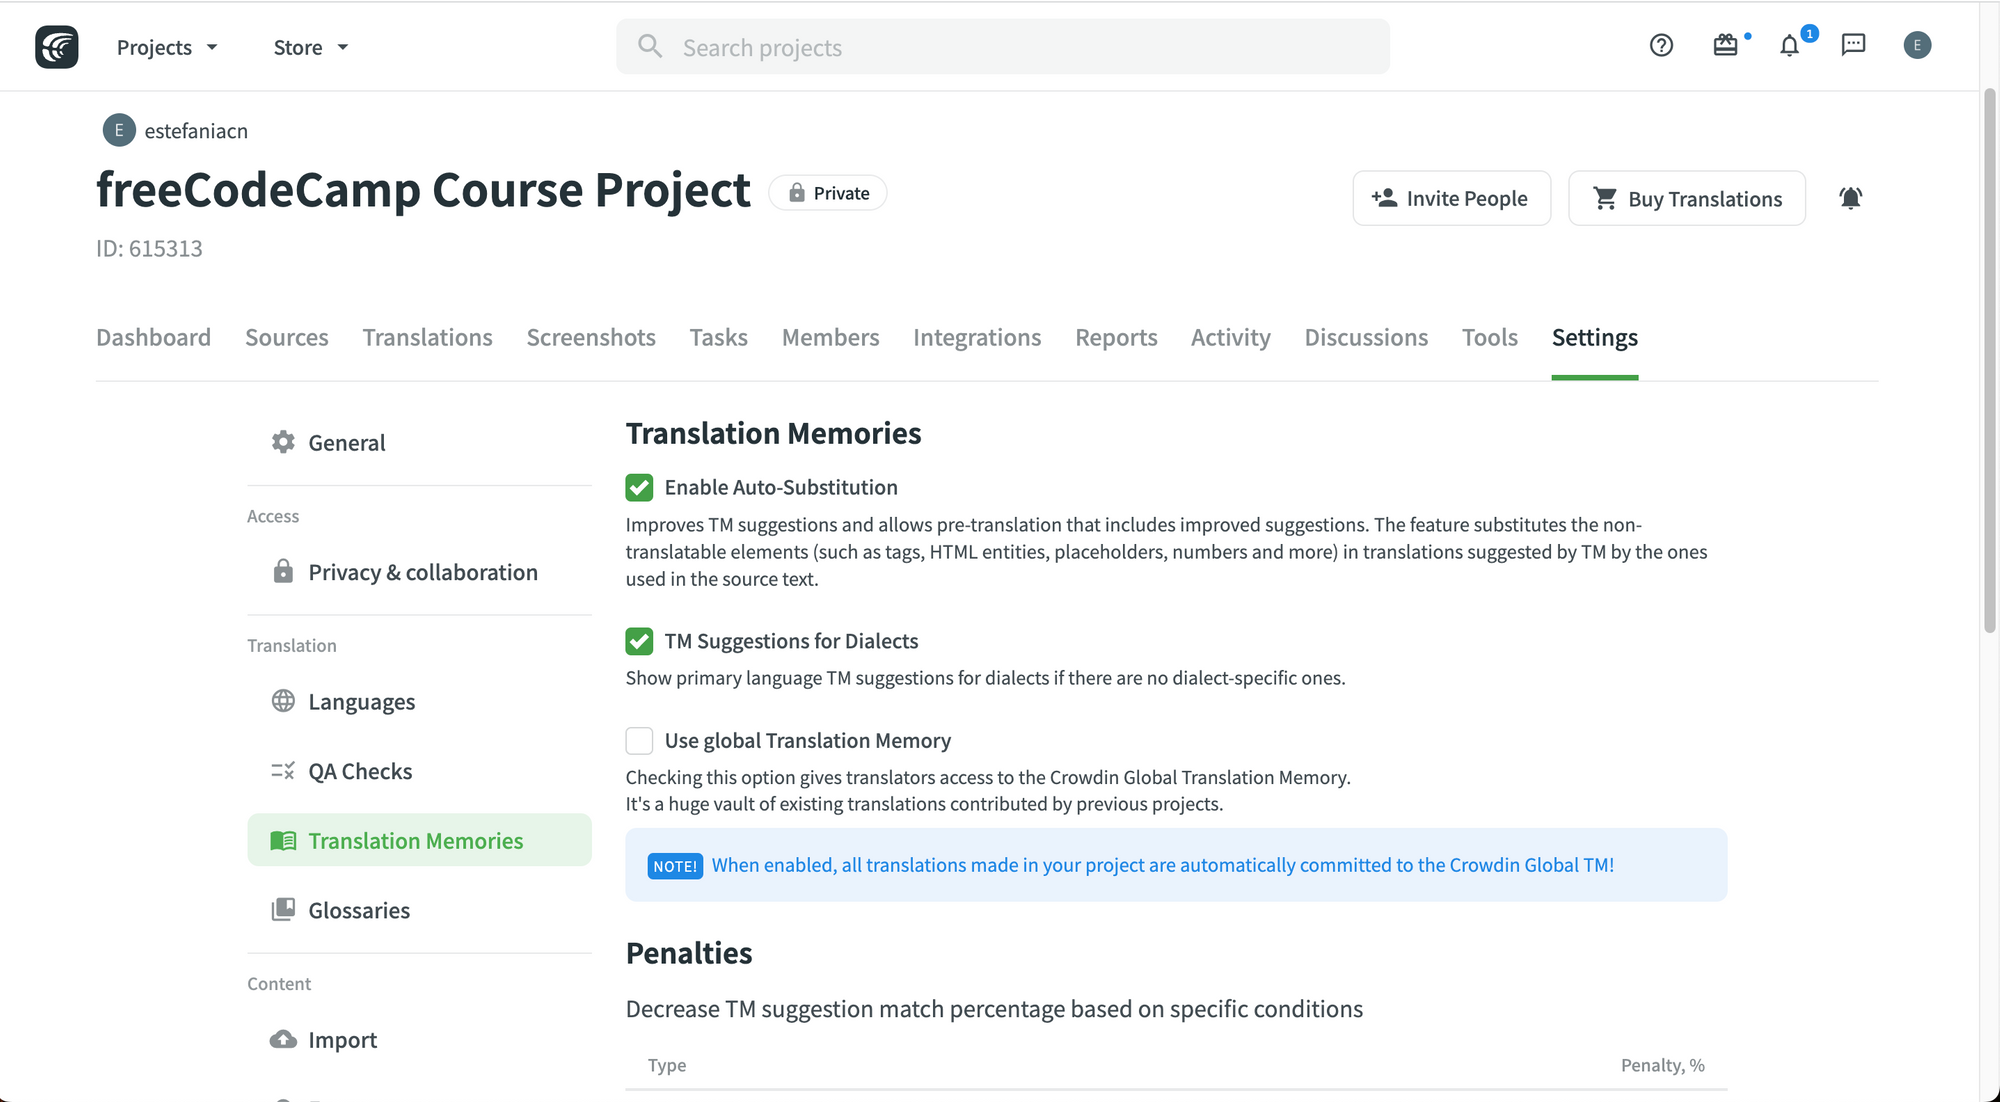 Projects
Store
Search projects
1
E
E
estefaniacn
freeCodeCamp Course Project
Private
Invite People
Buy Translations
ID: 615313
Dashboard
Sources
Translations
Screenshots
Tasks
Members
Integrations
Reports
Activity
Discussions
Tools
Settings
General
Access
Privacy & collaboration
Translation
Languages
QA Checks
Translation Memories
Glossaries
Content
Import
Translation Memories
Enable Auto-Substitution
Improves TM suggestions and allows pre-translation that includes improved suggestions. The feature substitutes the non-
translatable elements (such as tags, HTML entities, placeholders, numbers and more) in translations suggested by TM by the ones
used in the source text.
TM Suggestions for Dialects
Show primary language TM suggestions for dialects if there are no dialect-specific ones.
Use global Translation Memory
Checking this option gives translators access to the Crowdin Global Translation Memory.
It's a huge vault of existing translations contributed by previous projects.
NOTE! When enabled, all translations made in your project are automatically committed to the Crowdin Global TM!
Penalties
Decrease TM suggestion match percentage based on specific conditions
Type
Penalty, %